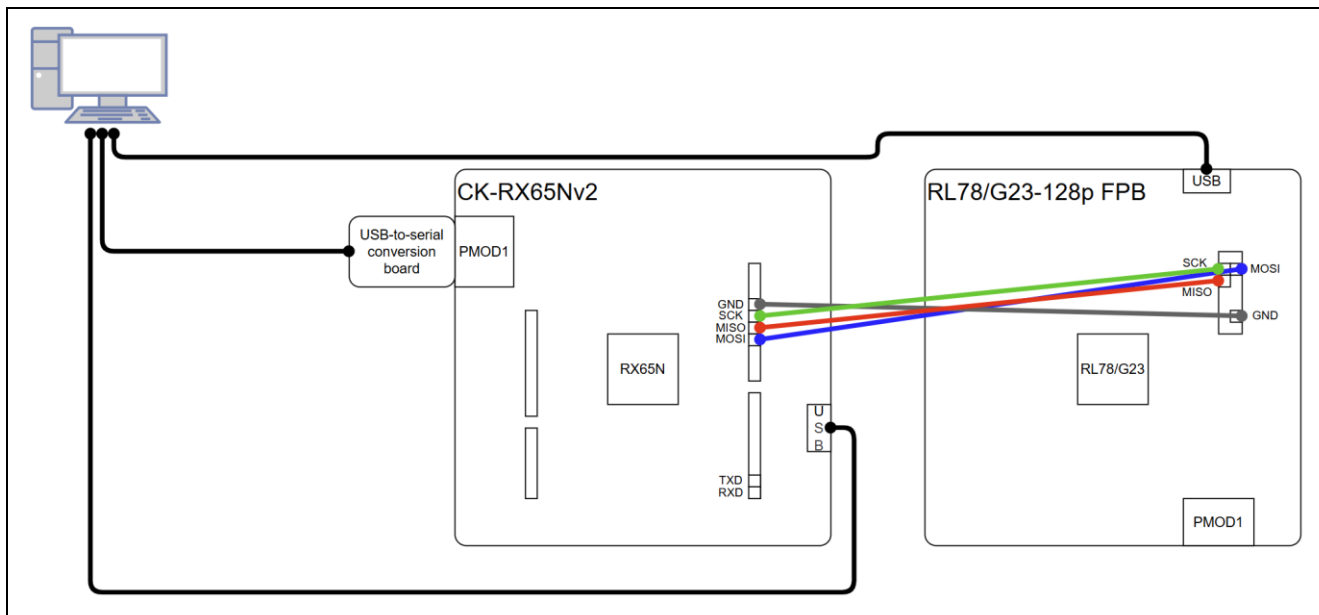 CK-RX65Nv2
RL78/G23-128p FPB
USB
USB-to-serial
conversion
board
PMOD1
GND
SCK
MISO
MOSI
SCK
MOSI
MISO
GND
RX65N
RL78/G23
U
S
B
TXD
RXD
PMOD1